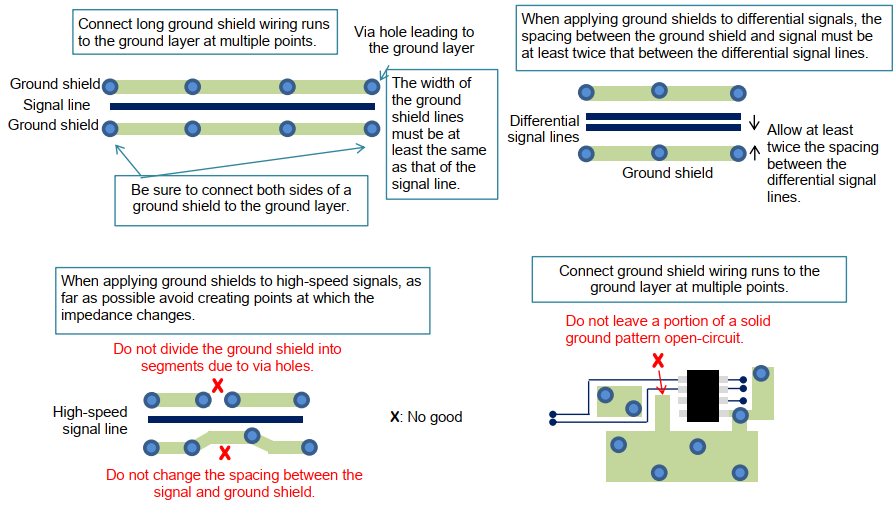 Connect long ground shield wiring runs
to the ground layer at multiple points.
Via hole leading to
the ground layer
Ground shield
Signal line
Ground shield
The width of
the ground
shield lines
must be at
least the same
as that of the
signal line.
Be sure to connect both sides of a
ground shield to the ground layer.
When applying ground shields to differential signals, the
spacing between the ground shield and signal must be
at least twice that between the differential signal lines.
Differential
signal lines
Ground shield
Allow at least
twice the spacing
between the
differential signal
lines.
When applying ground shields to high-speed signals, as
far as possible avoid creating points at which the
impedance changes.
Do not divide the ground shield into
segments due to via holes.
X
High-speed
signal line
X
Do not change the spacing between the
signal and ground shield.
X: No good
Connect ground shield wiring runs to the
ground layer at multiple points.
Do not leave a portion of a solid
ground pattern open-circuit.
X